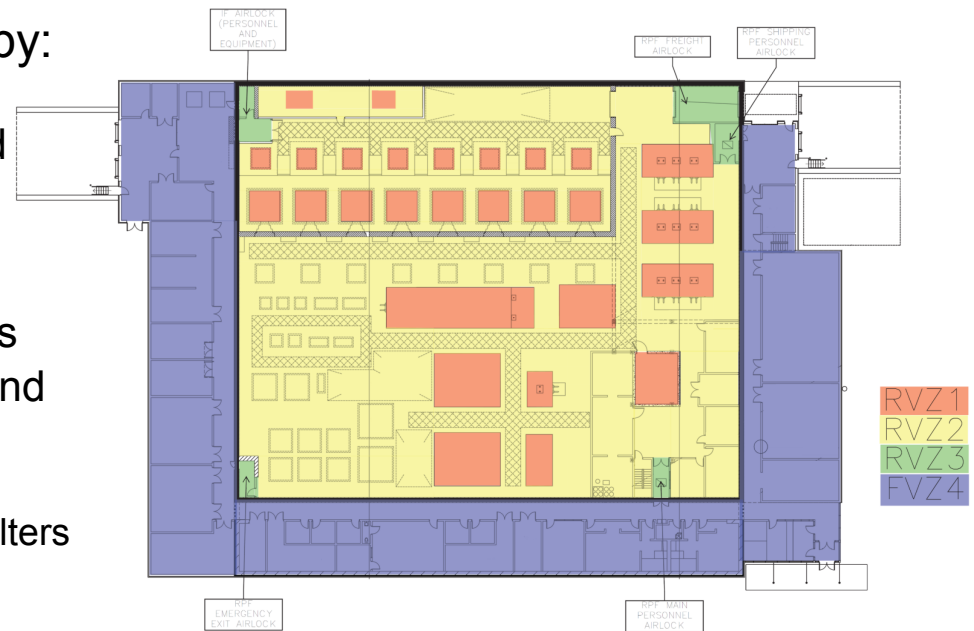 by:
IF AIRLOCK
(PERSONNEL
AND
EQUIPMENT)
RPF FREIGHT
AIRLOCK
RPF SHIPPING
PERSONNEL
AIRLOCK
d
s
nd
lters
RVZ1
RVZ2
RVZ3
FVZ4
RPF
EMERGENCY
EXIT AIRLOCK
RPF MAIN
PERSONNEL
AIRLOCK